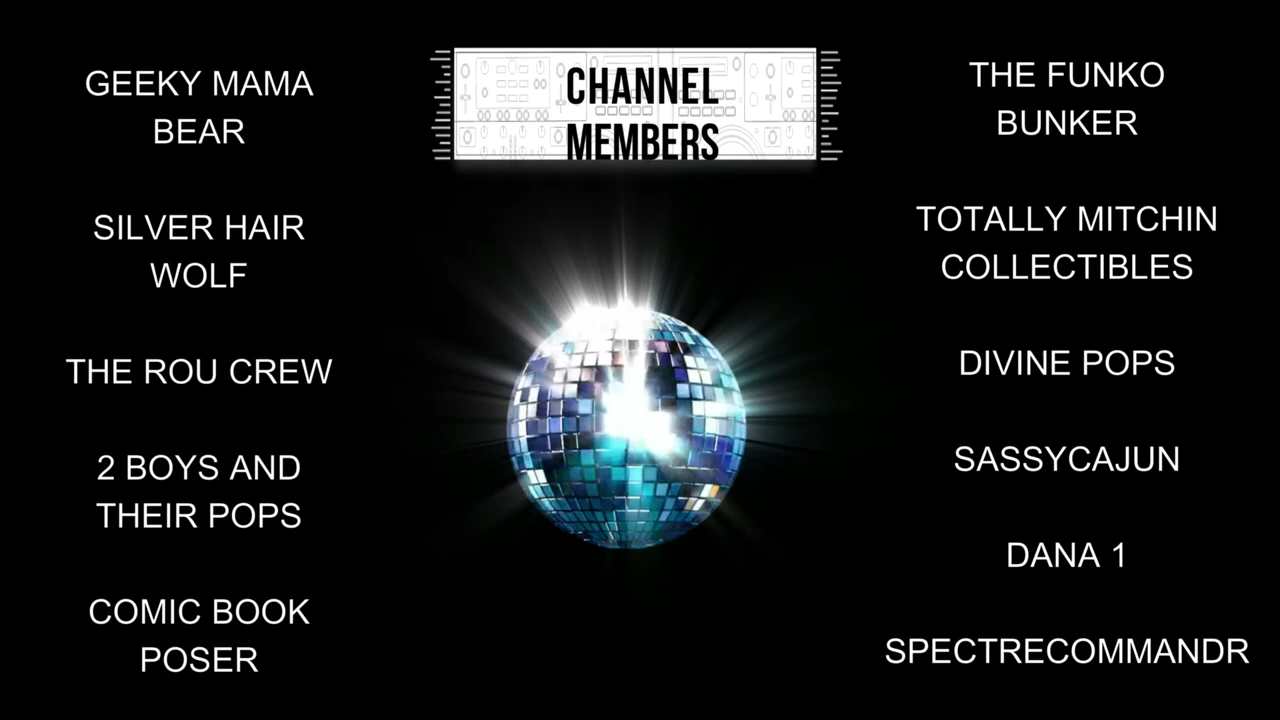 GEEKY MAMA
BEAR
SILVER HAIR
WOLF
THE ROU CREW
2 BOYS AND
THEIR POPS
COMIC BOOK
POSER
CHANNEL
MEMBERS
THE FUNKO
BUNKER
TOTALLY MITCHIN
COLLECTIBLES
DIVINE POPS
SASSYCAJUN
DANA 1
SPECTRECOMMANDR